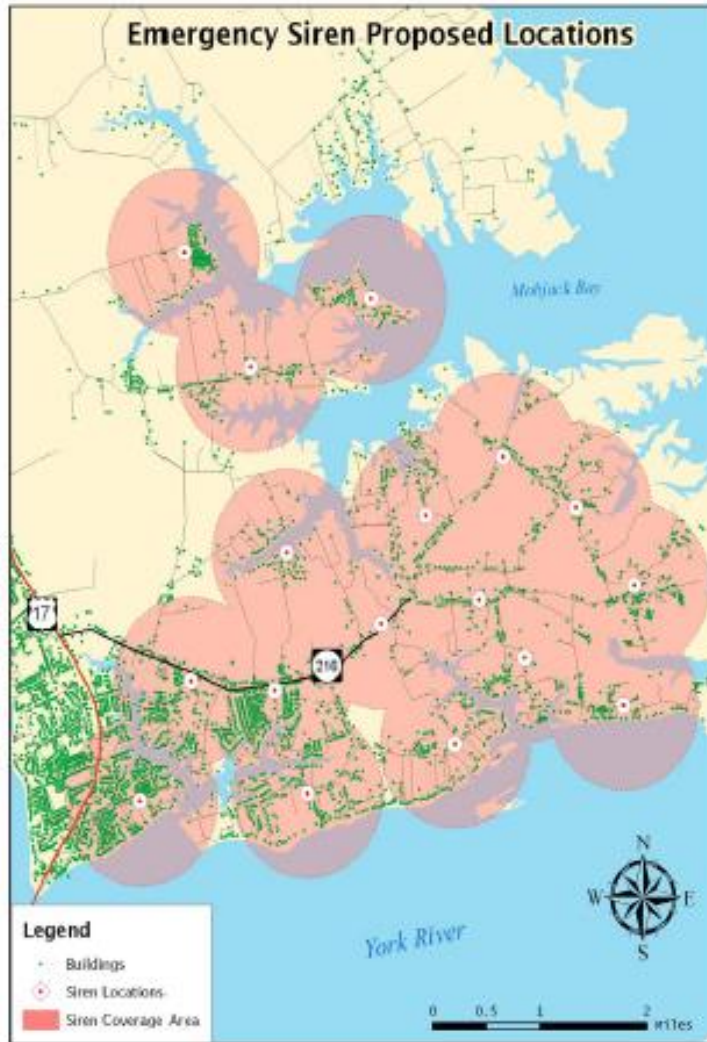 Emergency Siren Proposed Locations
Mobjack Bay
17
216
York River
N
W E
S
Legend
Buildings
Siren Locations
Siren Coverage Area
0 0.5 1 2
Miles